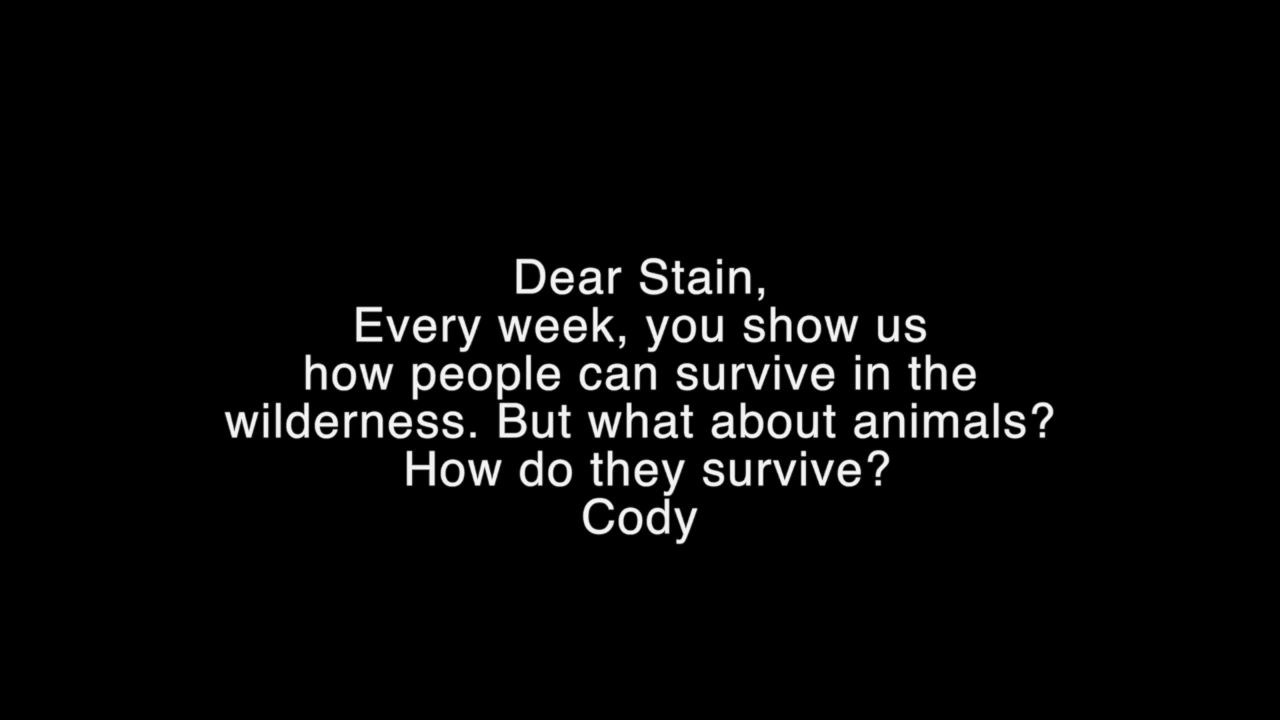 Dear Stain,
Every week, you show us
how people can survive in the
wilderness. But what about animals?
How do they survive?
Cody